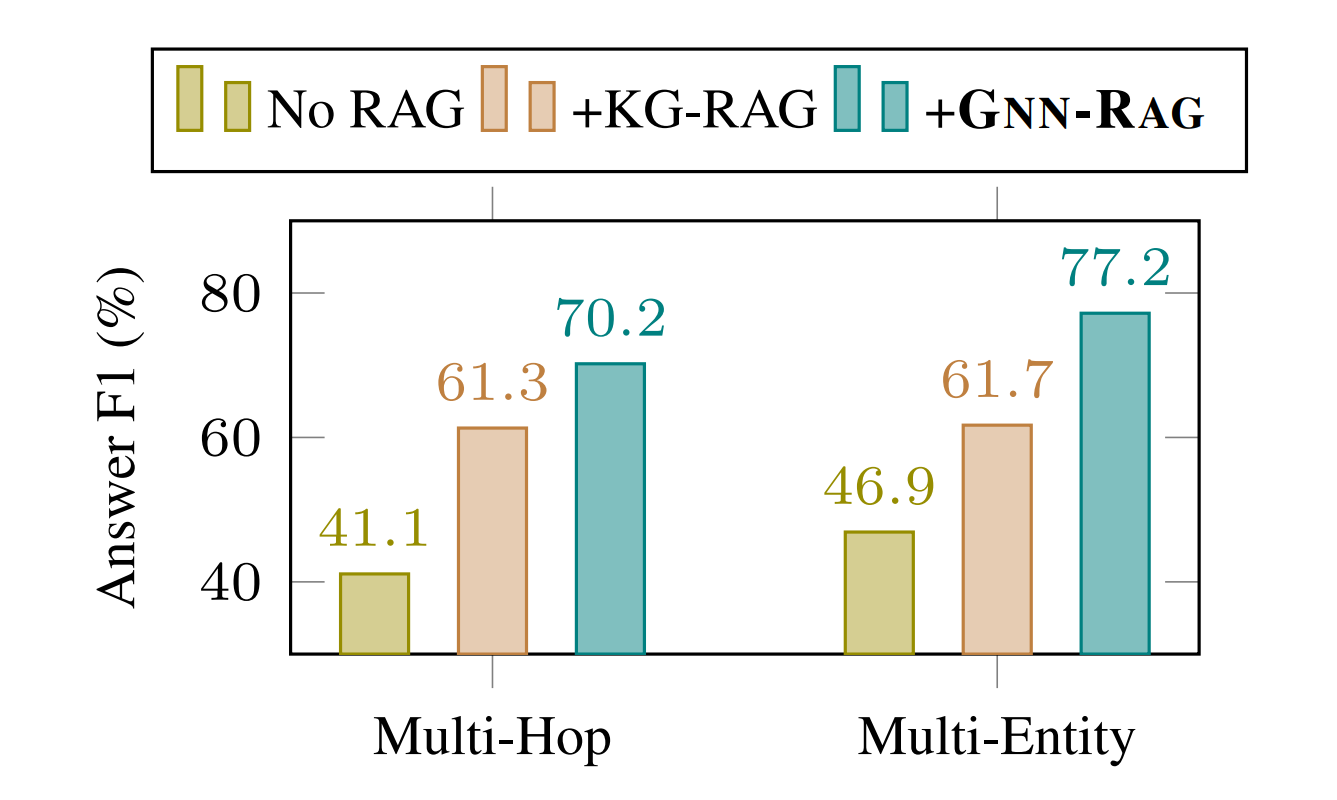 No RAG +KG-RAG +GNN-RAG
Answer F1 (%)
80
60
40
41.1
61.3
70.2
46.9
61.7
77.2
Multi-Hop
Multi-Entity